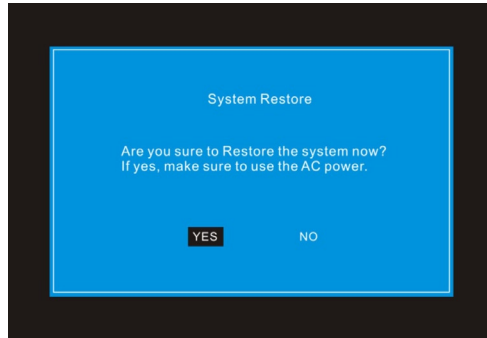 System Restore
Are you sure to Restore the system now?
If yes, make sure to use the AC power.
YES NO